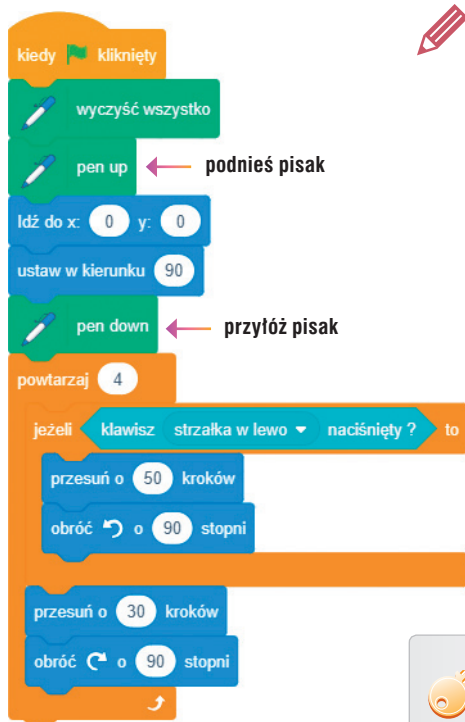 kiedy kliknięty
wyczyść wszystko
pen up
podnieś pisak
Idź do x: 0 y: 0
ustaw w kierunku 90
pen down
przyłóż pisak
powtarzaj 4
jeżeli klawisz strzałka w lewo naciśnięty ? to
przesuń o 50 kroków
obróć o 90 stopni
przesuń o 30 kroków
obróć o 90 stopni